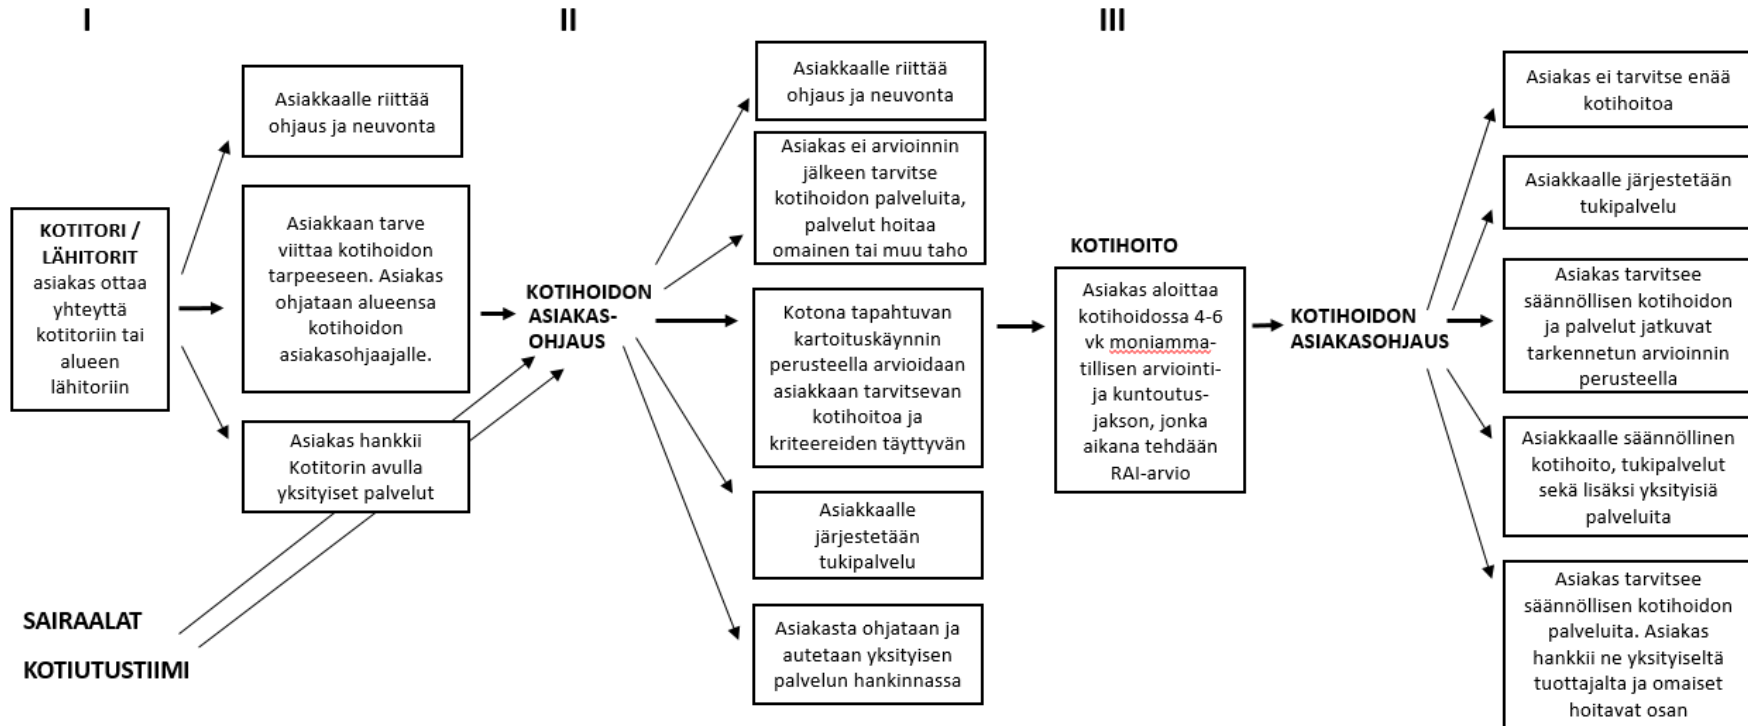 I
II
III
KOTITORI /
LÄHITORIT
asiakas ottaa
yhteyttä
kotitoriin tai
alueen
lähitoriin
Asiakkaalle riittää
ohjaus ja neuvonta
Asiakkaan tarve
viittaa kotihoidon
tarpeeseen. Asiakas
ohjataan alueensa
kotihoidon
asiakasohjaajalle.
Asiakas hankkii
Kotitorin avulla
yksityiset palvelut
SAIRAALAT
KOTIUTUSTIIMI
KOTIHOIDON
ASIAKAS-
OHJAUS
Asiakkaalle riittää
ohjaus ja neuvonta
Asiakas ei arvioinnin
jälkeen tarvitse
kotihoidon palveluita,
palvelut hoitaa
omainen tai muu taho
Kotona tapahtuvan
kartoituskäynnin
perusteella arvioidaan
asiakkaan tarvitsevan
kotihoitoa ja
kriteereiden täyttyvän
Asiakkaalle
järjestetään
tukipalvelu
Asiakasta ohjataan ja
autetaan yksityisen
palvelun hankinnassa
KOTIHOITO
Asiakas aloittaa
kotihoidossa 4-6
vk moniamma-
tillisen arviointi-
ja kuntoutus-
jakson, jonka
aikana tehdään
RAI-arvio
KOTIHOIDON
ASIAKASOHJAUS
Asiakas ei tarvitse enää
kotihoitoa
Asiakkaalle järjestetään
tukipalvelu
Asiakas tarvitsee
säännöllisen kotihoidon
ja palvelut jatkuvat
tarkennetun arvioinnin
perusteella
Asiakkaalle säännöllinen
kotihoito, tukipalvelut
sekä lisäksi yksityisiä
palveluita
Asiakas tarvitsee
säännöllisen kotihoidon
palveluita. Asiakas
hankkii ne yksityiseltä
tuottajalta ja omaiset
hoitavat osan